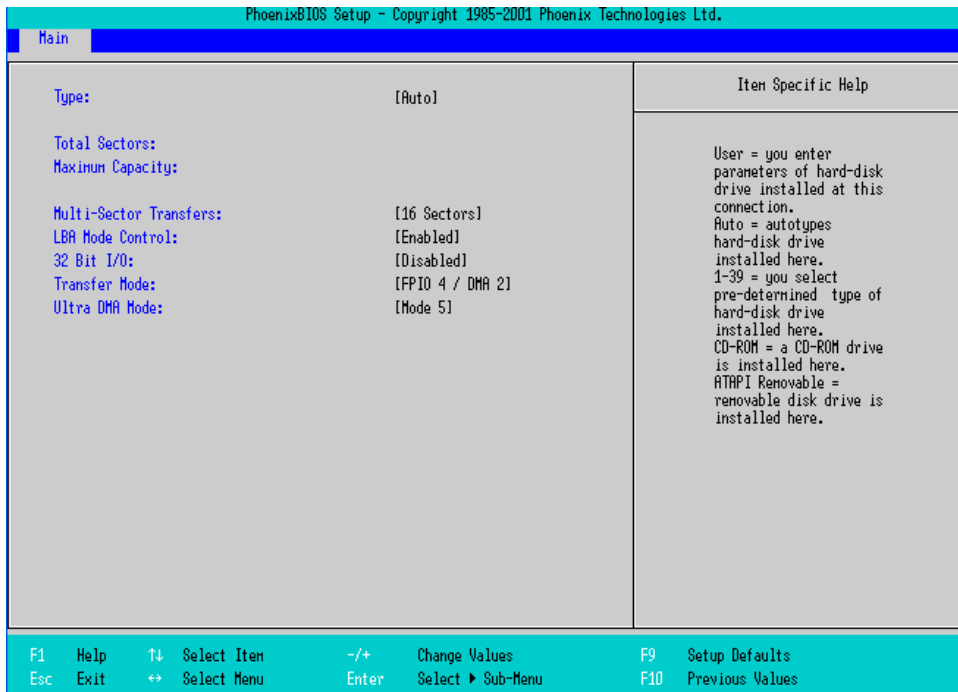 PhoenixBIOS Setup - Copyright 1985-2001 Phoenix Technologies Ltd.
Main
Type: [Auto]
Total Sectors:
Maximum Capacity:
Multi-Sector Transfers: [16 Sectors]
LBA Mode Control: [Enabled]
32 Bit I/O: [Disabled]
Transfer Mode: [FPIO 4 / DMA 2]
Ultra DMA Mode: [Mode 5]
Item Specific Help
User = you enter
parameters of hard-disk
drive installed at this
connection.
Auto = autotypes
hard-disk drive
installed here.
1-39 = you select
pre-determined type of
hard-disk drive
installed here.
CD-ROM = a CD-ROM drive
is installed here.
ATAPI Removable =
removable disk drive is
installed here.
F1 Help ↑↓ Select Item -/+ Change Values F9 Setup Defaults
Esc Exit ↔ Select Menu Enter Select ▶ Sub-Menu F10 Previous Values